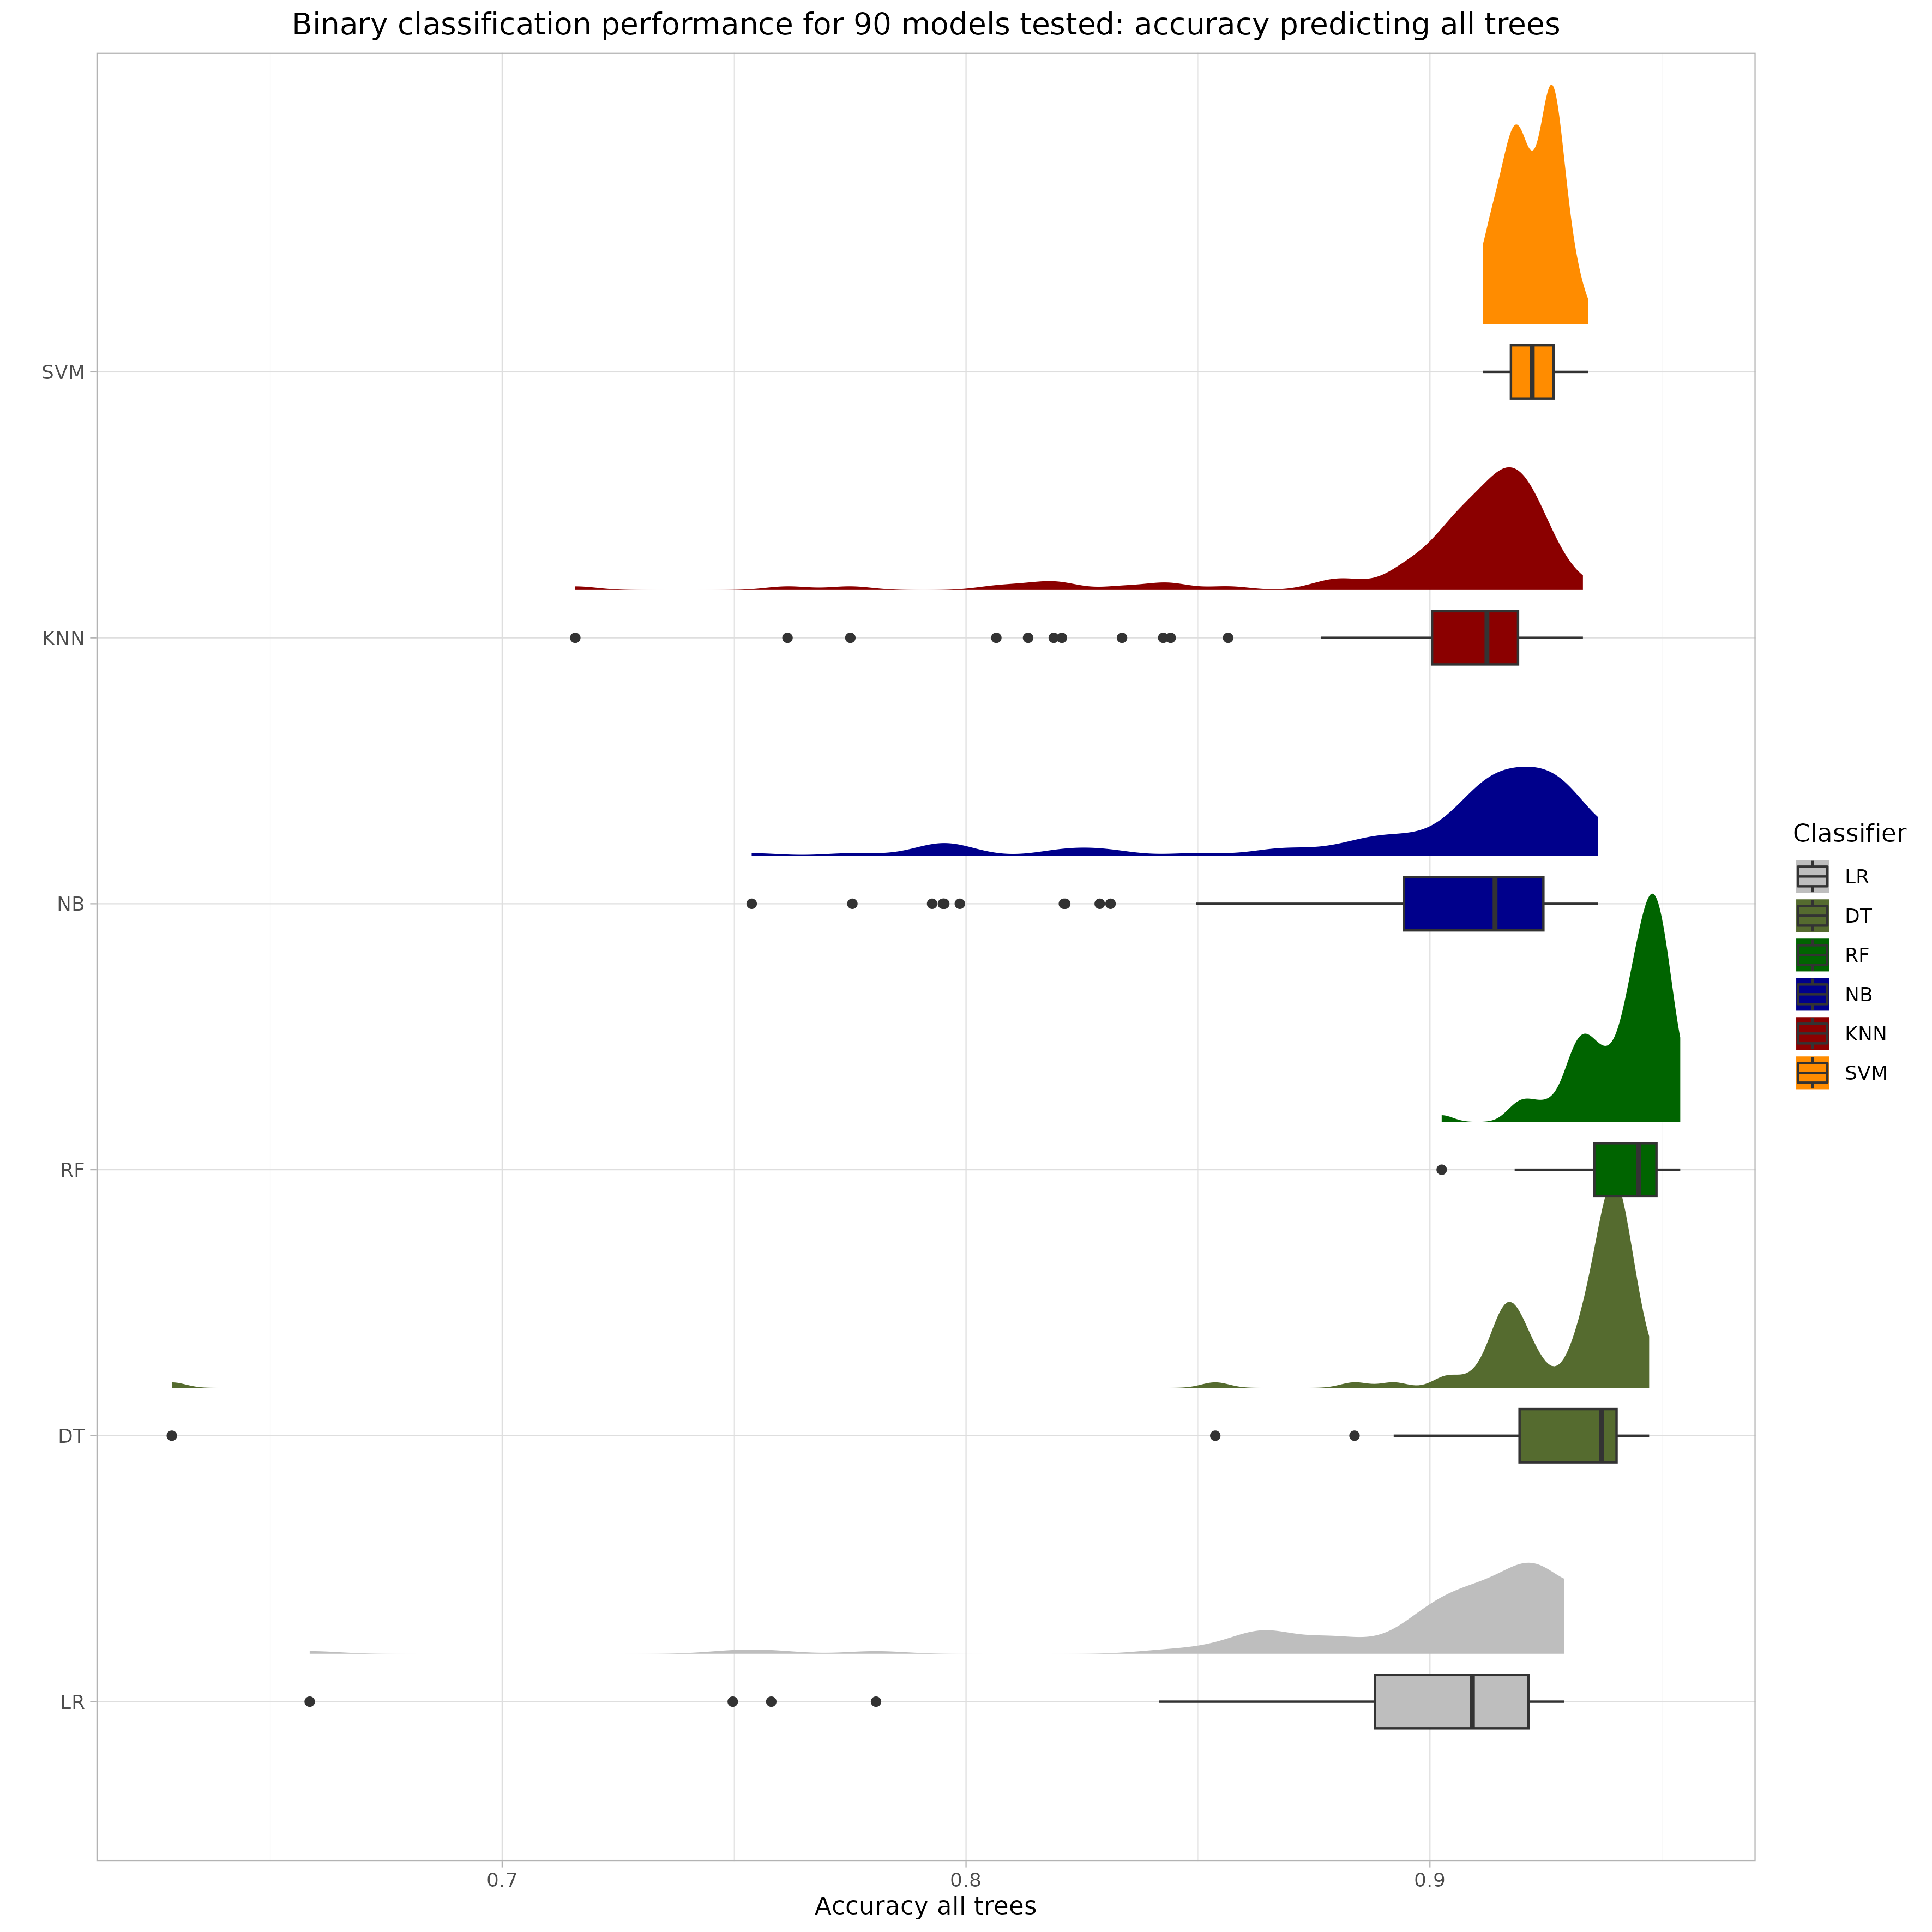 Binary classification performance for 90 models tested: accuracy predicting all trees
SVM
KNN
NB
RF
DT
LR
0.7
0.8
0.9
Accuracy all trees
Classifier
LR
DT
RF
NB
KNN
SVM